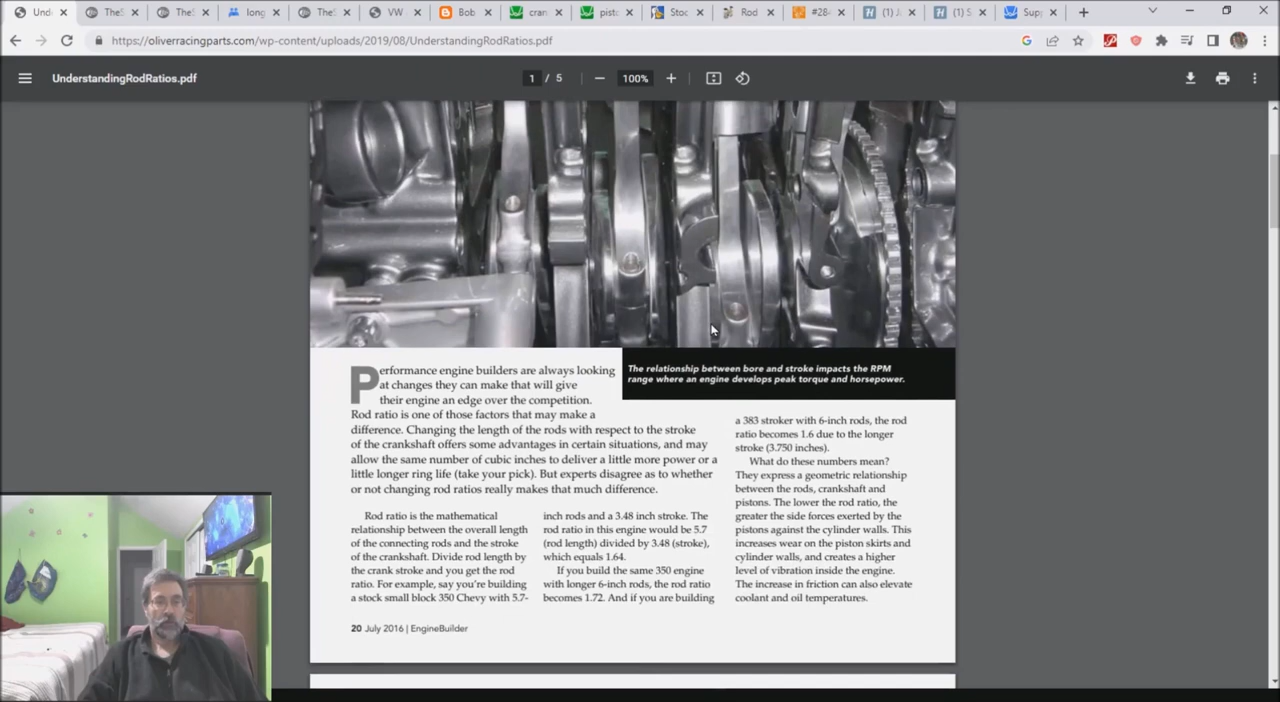 Und-
The
The
long
The
VW
Bob
cran
pist
Stoc
Rod
#28
(1) J
(1) S
Sup
https://oliverracingparts.com/wp-content/uploads/2019/08/UnderstandingRodRatios.pdf
UnderstandingRodRatios.pdf
1 / 5
100%
Performance engine builders are always looking
at changes they can make that will give
their engine an edge over the competition.
Rod ratio is one of those factors that may make a
difference. Changing the length of the rods with respect to the stroke
of the crankshaft offers some advantages in certain situations, and may
allow the same number of cubic inches to deliver a little more power or a
little longer ring life (take your pick). But experts disagree as to whether
or not changing rod ratios really makes that much difference.
The relationship between bore and stroke impacts the RPM
range where an engine develops peak torque and horsepower.
Rod ratio is the mathematical
relationship between the overall length
of the connecting rods and the stroke
of the crankshaft. Divide rod length by
the crank stroke and you get the rod
ratio. For example, say you're building
a stock small block 350 Chevy with 5.7-
inch rods and a 3.48 inch stroke. The
rod ratio in this engine would be 5.7
(rod length) divided by 3.48 (stroke),
which equals 1.64.
If you build the same 350 engine
with longer 6-inch rods, the rod ratio
becomes 1.72. And if you are building
a 383 stroker with 6-inch rods, the rod
ratio becomes 1.6 due to the longer
stroke (3.750 inches).
What do these numbers mean?
They express a geometric relationship
between the rods, crankshaft and
pistons. The lower the rod ratio, the
greater the side forces exerted by the
pistons against the cylinder walls. This
increases wear on the piston skirts and
cylinder walls, and creates a higher
level of vibration inside the engine.
The increase in friction can also elevate
coolant and oil temperatures.
20 July 2016 | EngineBuilder